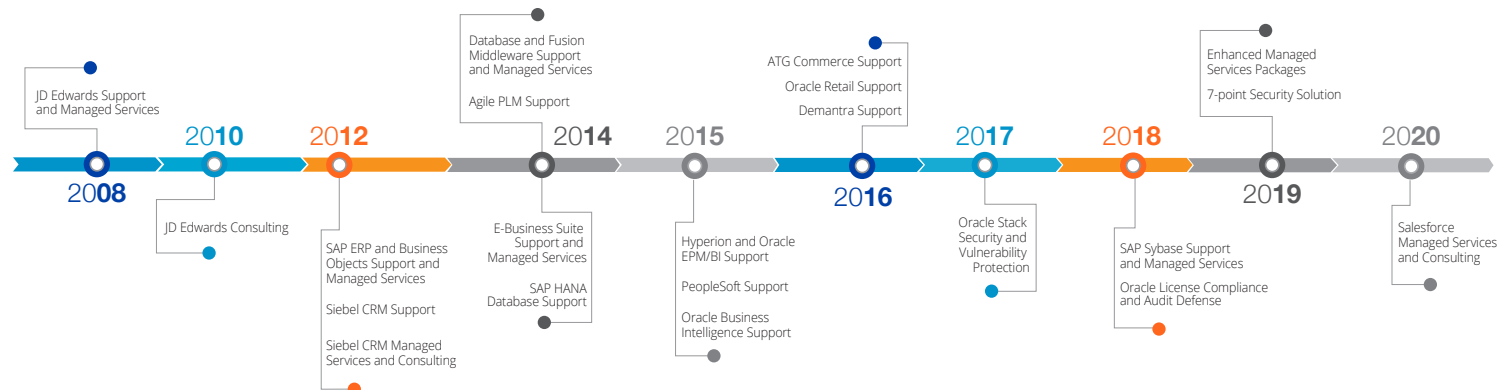 2008
JD Edwards Support
and Managed Services
2010
JD Edwards Consulting
2012
SAP ERP and Business
Objects Support and
Managed Services
Siebel CRM Support
Siebel CRM Managed
Services and Consulting
2014
Database and Fusion
Middleware Support
and Managed Services
Agile PLM Support
E-Business Suite
Support and
Managed Services
SAP HANA
Database Support
2015
Hyperion and Oracle
EPM/BI Support
PeopleSoft Support
Oracle Business
Intelligence Support
2016
ATG Commerce Support
Oracle Retail Support
Demantra Support
2017
Oracle Stack
Security and
Vulnerability
Protection
2018
SAP Sybase Support
and Managed Services
Oracle License Compliance
and Audit Defense
2019
Enhanced Managed
Services Packages
7-point Security Solution
2020
Salesforce
Managed Services
and Consulting